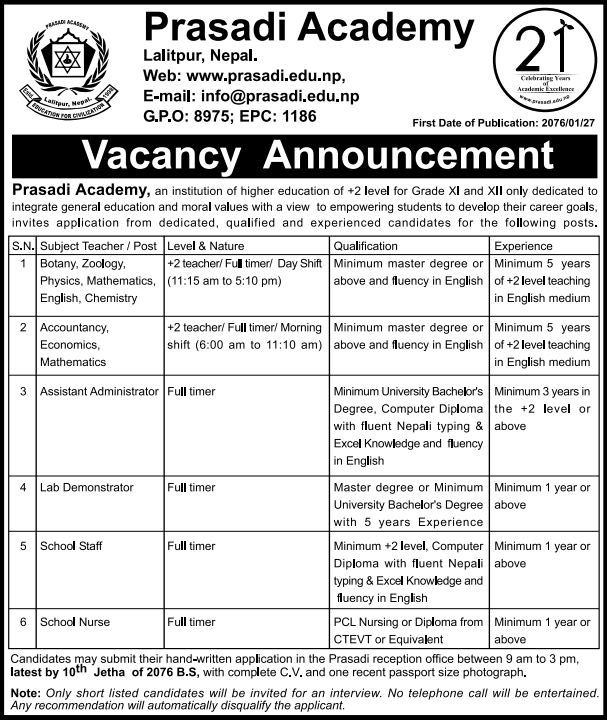 PRASADI ACADEMY
Lalitpur, Nepal.
EDUCATION FOR CIVILIZATION
Prasadi Academy
Lalitpur, Nepal.
Web: www.prasadi.edu.np,
E-mail: info@prasadi.edu.np
G.P.O: 8975; EPC: 1186
21
Celebrating Years
of
Academic Excellence
www.prasadi.edu.np
First Date of Publication: 2076/01/27
Vacancy Announcement
Prasadi Academy, an institution of higher education of +2 level for Grade XI and XII only dedicated to
integrate general education and moral values with a view to empowering students to develop their career goals,
invites application from dedicated, qualified and experienced candidates for the following posts.
S.N. Subject Teacher / Post Level & Nature Qualification Experience
1 Botany, Zoology, +2 teacher/ Full timer/ Day Shift Minimum master degree or Minimum 5 years
Physics, Mathematics, (11:15 am to 5:10 pm) above and fluency in English of +2 level teaching
English, Chemistry in English medium
2 Accountancy, +2 teacher/ Full timer/ Morning Minimum master degree or Minimum 5 years
Economics, shift (6:00 am to 11:10 am) above and fluency in English of +2 level teaching
Mathematics in English medium
3 Assistant Administrator Full timer Minimum University Bachelor's Minimum 3 years in
Degree, Computer Diploma the +2 level or
with fluent Nepali typing & above
Excel Knowledge and fluency
in English
4 Lab Demonstrator Full timer Master degree or Minimum Minimum 1 year or
University Bachelor's Degree above
with 5 years Experience
5 School Staff Full timer Minimum +2 level, Computer Minimum 1 year or
Diploma with fluent Nepali above
typing & Excel Knowledge and
fluency in English
6 School Nurse Full timer PCL Nursing or Diploma from Minimum 1 year or
CTEVT or Equivalent above
Candidates may submit their hand-written application in the Prasadi reception office between 9 am to 3 pm,
latest by 10th Jetha of 2076 B.S, with complete C.V. and one recent passport size photograph.
Note: Only short listed candidates will be invited for an interview. No telephone call will be entertained.
Any recommendation will automatically disqualify the applicant.